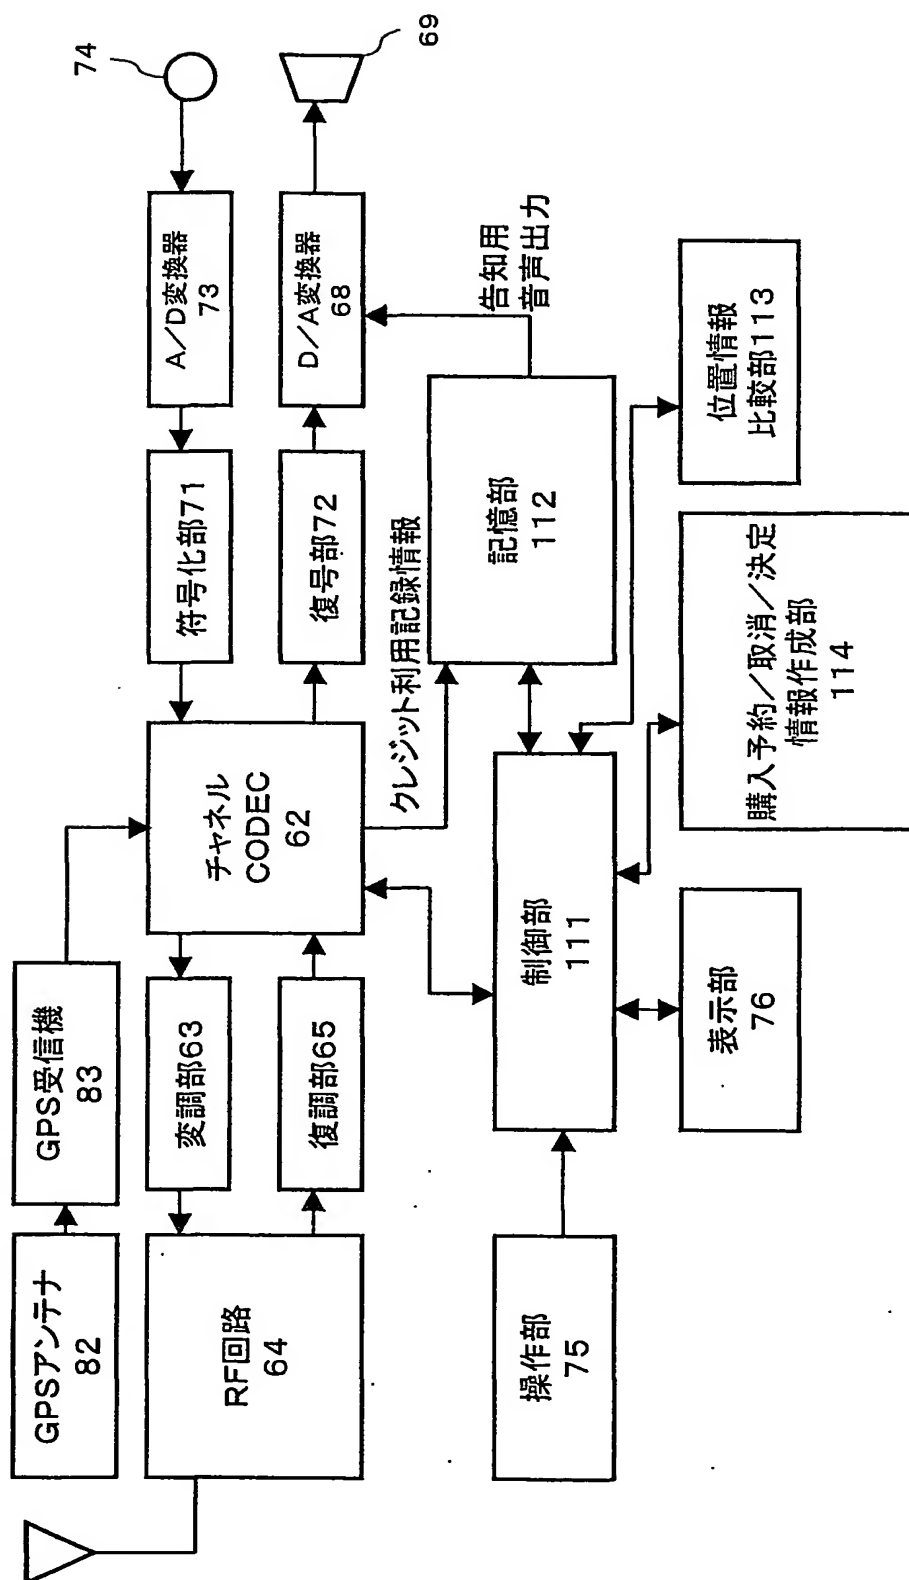 GPSアンテナ
82
GPS受信機
83
RF回路
64
変調部63
復調部65
チャネル
CODEC
62
符号化部71
復号部72
A/D変換器
73
D/A変換器
68
74
69
クレジット利用記録情報
告知用
音声出力
記憶部
112
操作部
75
制御部
111
表示部
76
購入予約/取消/決定
情報作成部
114
位置情報
比較部113